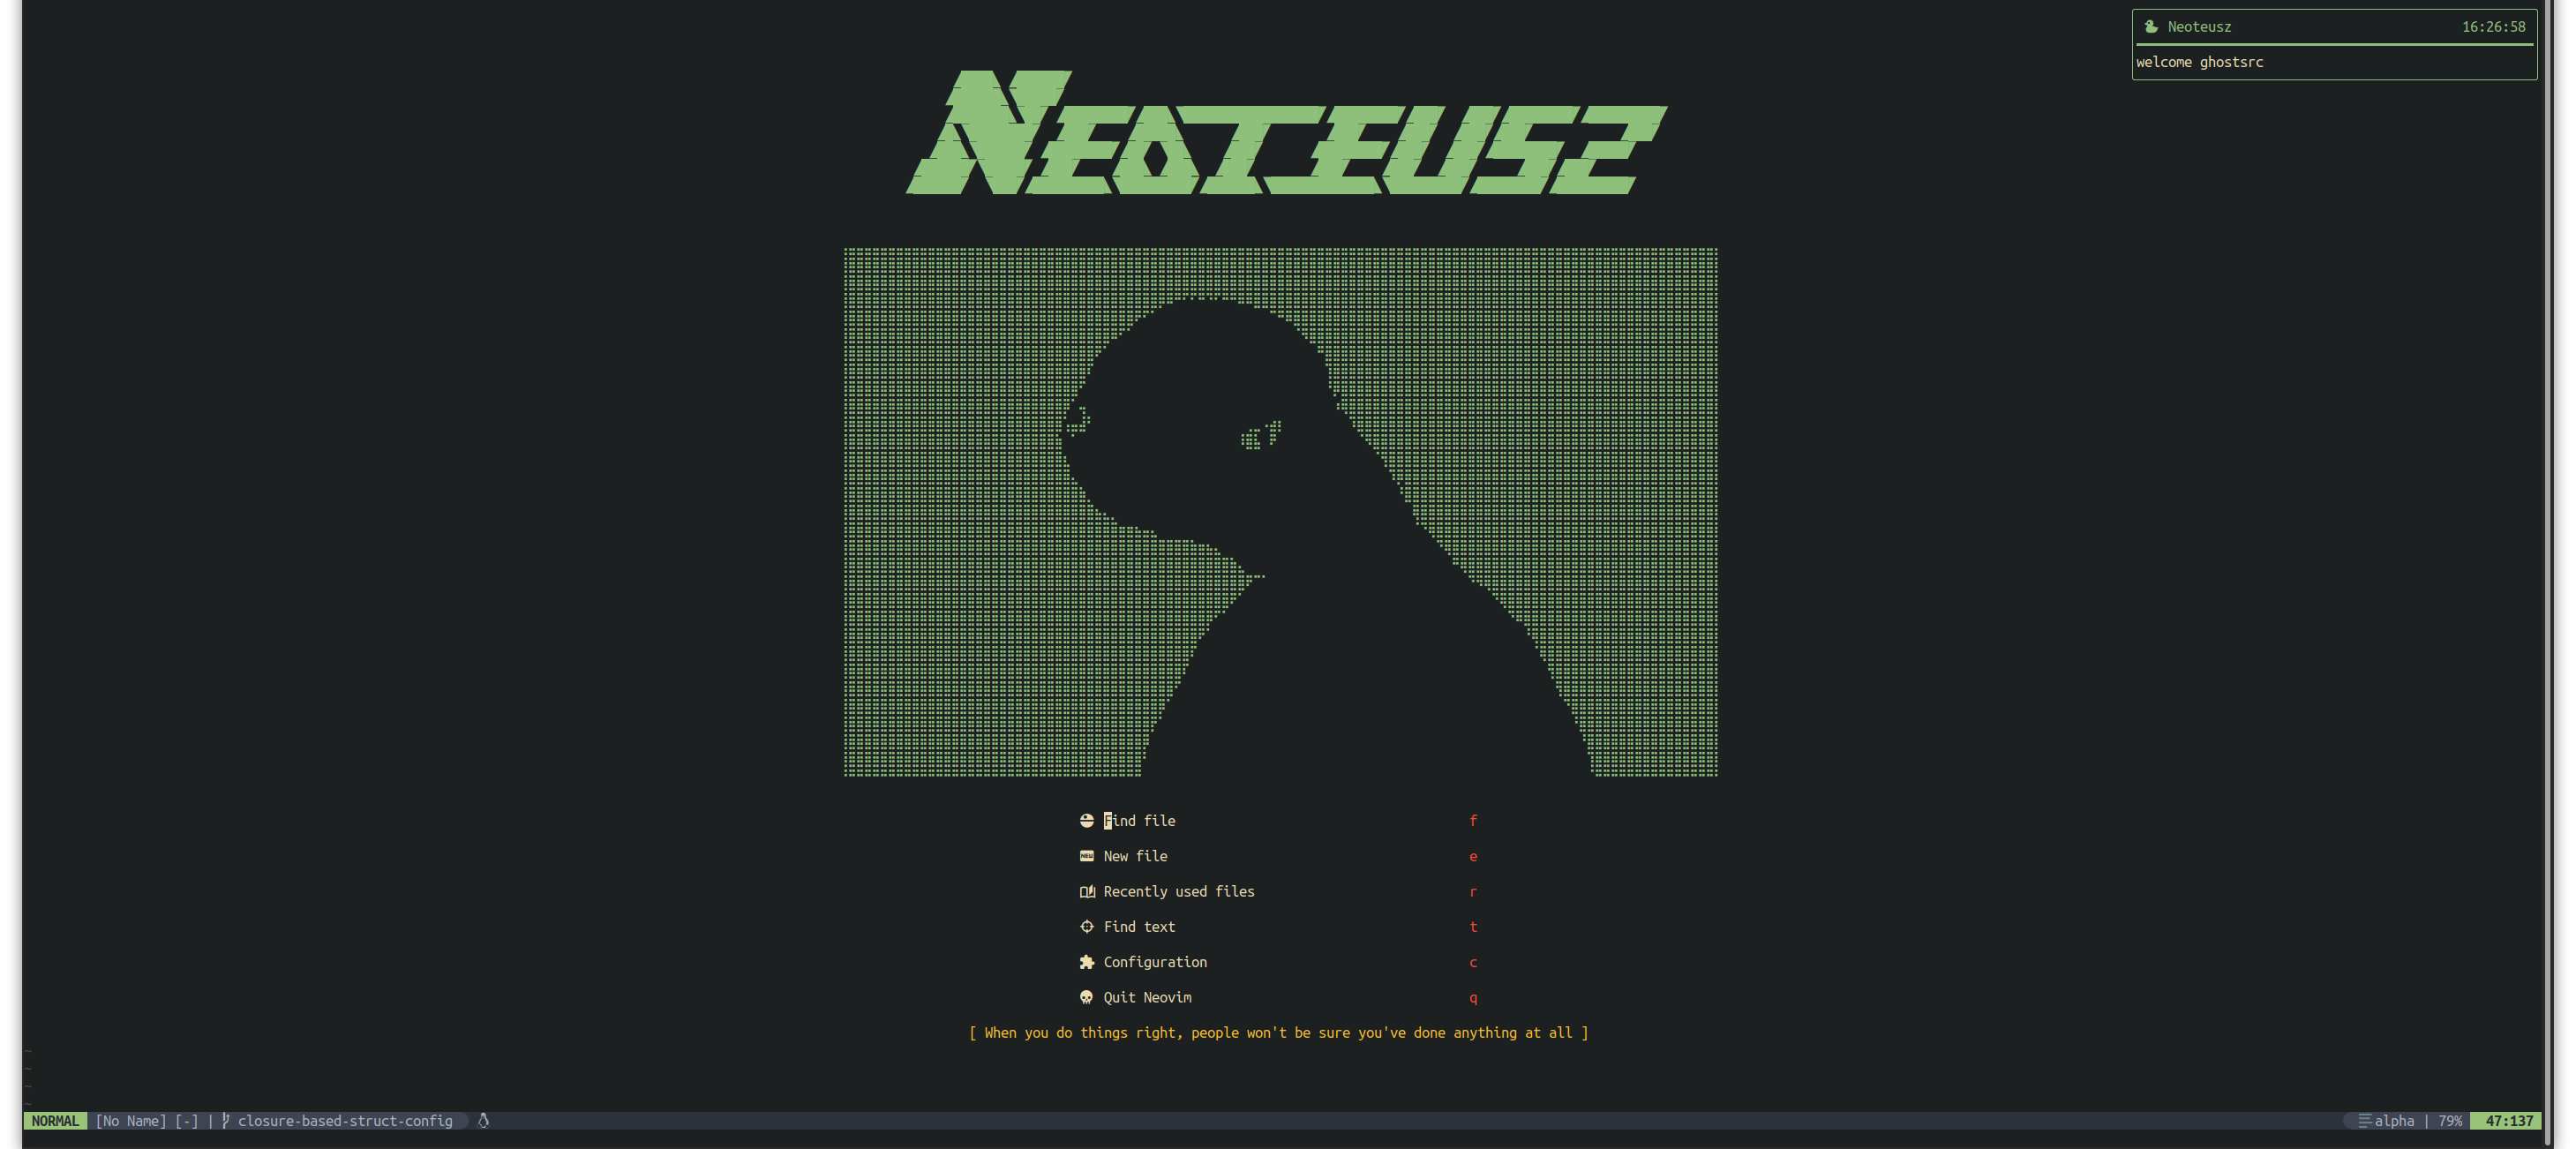 Neoteusz 16:26:58
welcome ghostsrc
NEOTEUSZ
Find file f
NEW New file e
Recently used files r
Find text t
Configuration c
Quit Neovim q
[ When you do things right, people won't be sure you've done anything at all ]
~
~
~
~
NORMAL [No Name] [-] | closure-based-struct-config alpha | 79% 47:137